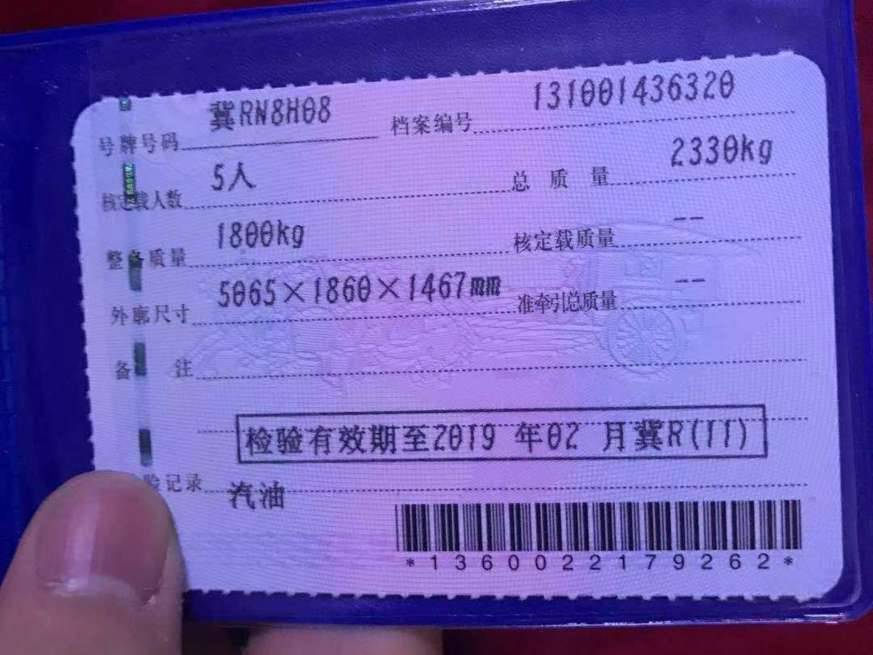 号牌号码 冀RN8H08 档案编号 131001436320
核定载人数 5人 总质量 2330kg
整备质量 1800kg 核定载质量 --
外廓尺寸 5065×1860×1467mm 准牵引总质量 --
备注
检验有效期至2019 年02 月冀R(11)
验记录 汽油
*1360022179262*